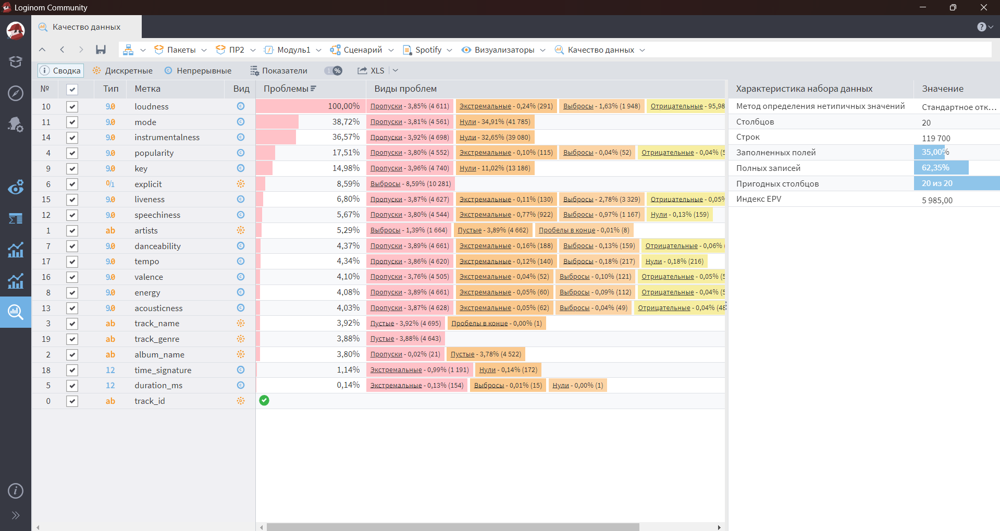 Loginom Community
Качество данных
Пакеты ПР2 Модуль1 Сценарий Spotify Визуализаторы Качество данных
Сводка Дискретные Непрерывные Показатели 1 % XLS
№ Тип Метка Вид Проблемы Виды проблем
10 9.0 loudness 100,00% Пропуски - 3,85% (4 611) Экстремальные - 0,24% (291) Выбросы - 1,63% (1 948) Отрицательные - 95,98
11 9.0 mode 38,72% Пропуски - 3,81% (4 561) Нули - 34,91% (41 785)
14 9.0 instrumentalness 36,57% Пропуски - 3,92% (4 698) Нули - 32,65% (39 080)
4 9.0 popularity 17,51% Пропуски - 3,80% (4 552) Экстремальные - 0,10% (115) Выбросы - 0,04% (52) Отрицательные - 0,04% (5
9 9.0 key 14,98% Пропуски - 3,96% (4 740) Нули - 11,02% (13 186)
6 0/1 explicit 8,59% Выбросы - 8,59% (10 281)
15 9.0 liveness 6,80% Пропуски - 3,87% (4 627) Экстремальные - 0,11% (130) Выбросы - 2,78% (3 329) Отрицательные - 0,05%
12 9.0 speechiness 5,67% Пропуски - 3,80% (4 544) Экстремальные - 0,77% (922) Выбросы - 0,97% (1 167) Нули - 0,13% (159)
1 ab artists 5,29% Выбросы - 1,39% (1 664) Пустые - 3,89% (4 662) Пробелы в конце - 0,01% (8)
7 9.0 danceability 4,37% Пропуски - 3,89% (4 661) Экстремальные - 0,16% (188) Выбросы - 0,13% (159) Отрицательные - 0,06% (
17 9.0 tempo 4,34% Пропуски - 3,86% (4 620) Экстремальные - 0,12% (140) Выбросы - 0,18% (217) Нули - 0,18% (216)
16 9.0 valence 4,10% Пропуски - 3,76% (4 505) Экстремальные - 0,04% (52) Выбросы - 0,10% (121) Отрицательные - 0,05% (5
8 9.0 energy 4,08% Пропуски - 3,89% (4 661) Экстремальные - 0,05% (60) Выбросы - 0,09% (112) Отрицательные - 0,04% (5
13 9.0 acousticness 4,03% Пропуски - 3,87% (4 628) Экстремальные - 0,05% (62) Выбросы - 0,04% (49) Отрицательные - 0,04% (48
3 ab track_name 3,92% Пустые - 3,92% (4 695) Пробелы в конце - 0,00% (1)
19 ab track_genre 3,88% Пустые - 3,88% (4 643)
2 ab album_name 3,80% Пропуски - 0,02% (21) Пустые - 3,78% (4 522)
18 12 time_signature 1,14% Экстремальные - 0,99% (1 191) Нули - 0,14% (172)
5 12 duration_ms 0,14% Экстремальные - 0,13% (154) Выбросы - 0,01% (15) Нули - 0,00% (1)
0 ab track_id
Характеристика набора данных Значение
Метод определения нетипичных значений Стандартное отк...
Столбцов 20
Строк 119 700
Заполненных полей 35,00%
Полных записей 62,35%
Пригодных столбцов 20 из 20
Индекс EPV 5 985,00